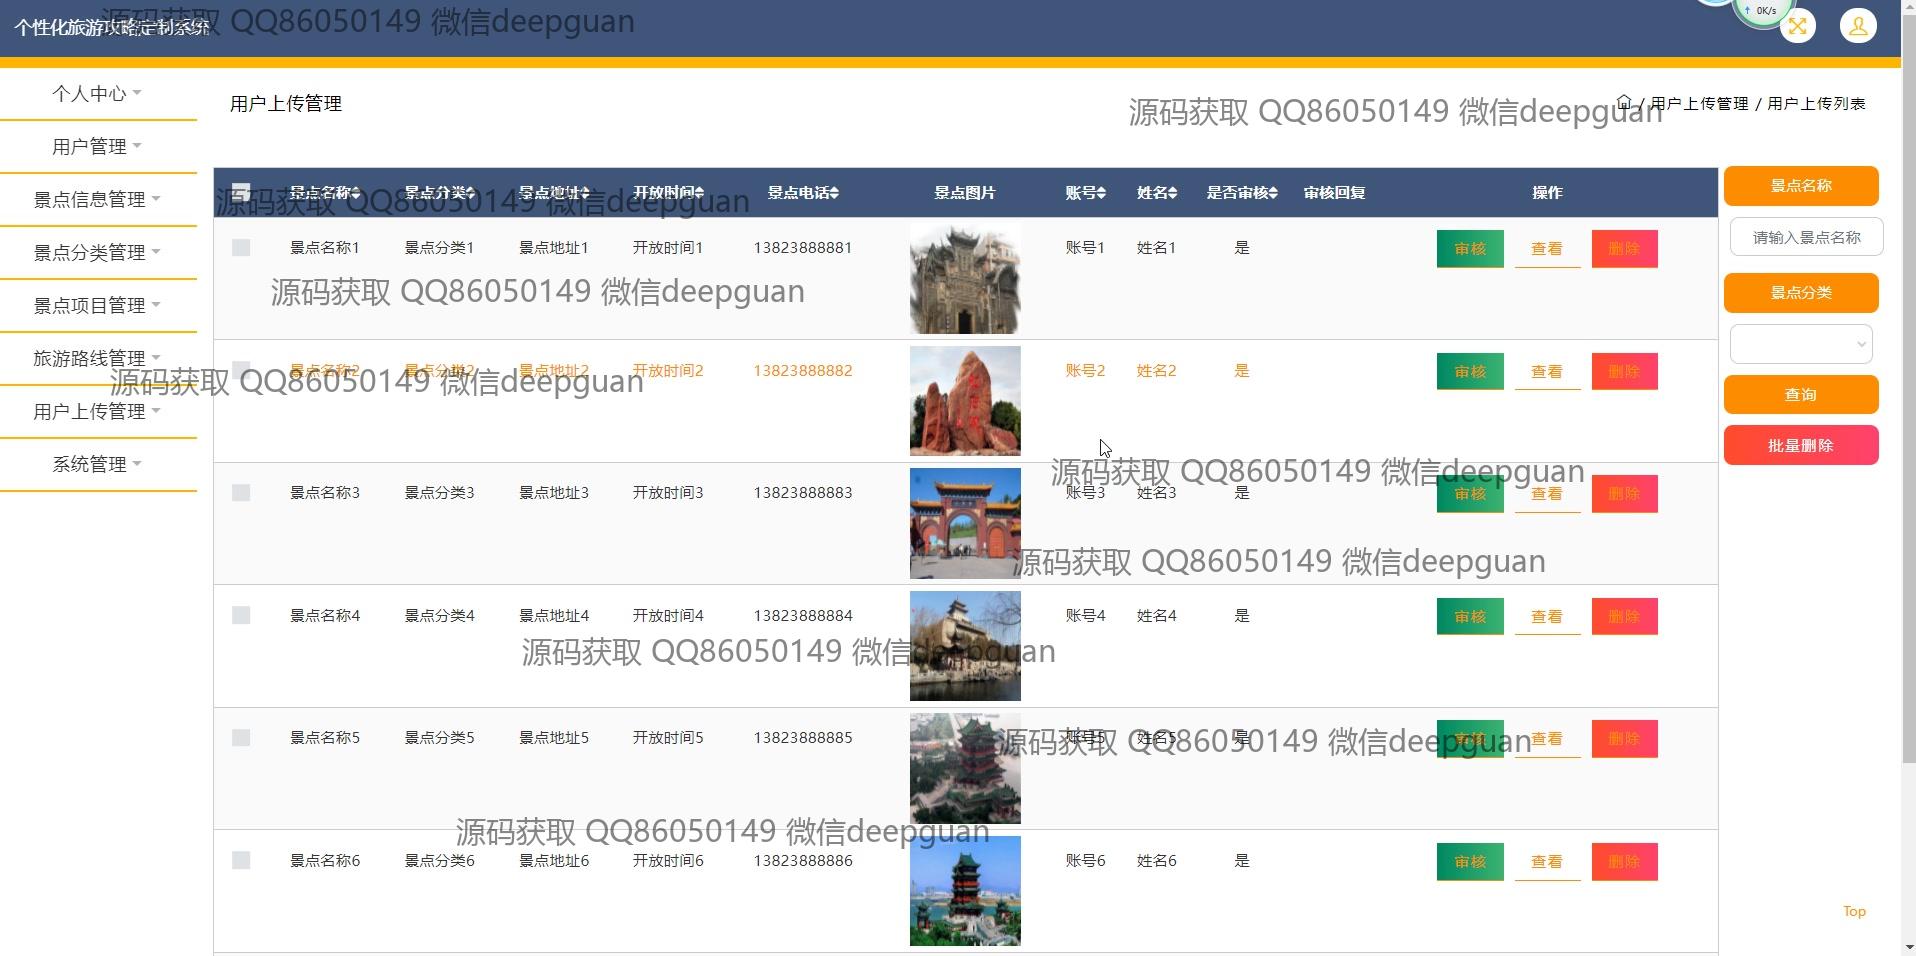 个性化旅游攻略定制系统
源码获取 QQ86050149 微信deepguan
0K/s
个人中心
用户管理
景点信息管理
景点分类管理
景点项目管理
旅游路线管理
用户上传管理
系统管理
用户上传管理
源码获取 QQ86050149 微信deepguan
/ 用户上传管理 / 用户上传列表
景点名称 景点分类 景点地址 开放时间 景点电话 景点图片 账号 姓名 是否审核 审核回复 操作
源码获取 QQ86050149 微信deepguan
景点名称1 景点分类1 景点地址1 开放时间1 13823888881 账号1 姓名1 是 审核 查看 删除
源码获取 QQ86050149 微信deepguan
景点名称2 景点分类2 景点地址2 开放时间2 13823888882 账号2 姓名2 是 审核 查看 删除
源码获取 QQ86050149 微信deepguan
景点名称3 景点分类3 景点地址3 开放时间3 13823888883 账号3 姓名3 是 审核 查看 删除
源码获取 QQ86050149 微信deepguan
源码获取 QQ86050149 微信deepguan
景点名称4 景点分类4 景点地址4 开放时间4 13823888884 账号4 姓名4 是 审核 查看 删除
源码获取 QQ86050149 微信deepguan
景点名称5 景点分类5 景点地址5 开放时间5 13823888885 账号5 姓名5 是 审核 查看 删除
源码获取 QQ86050149 微信deepguan
源码获取 QQ86050149 微信deepguan
景点名称6 景点分类6 景点地址6 开放时间6 13823888886 账号6 姓名6 是 审核 查看 删除
景点名称
请输入景点名称
景点分类
查询
批量删除
Top